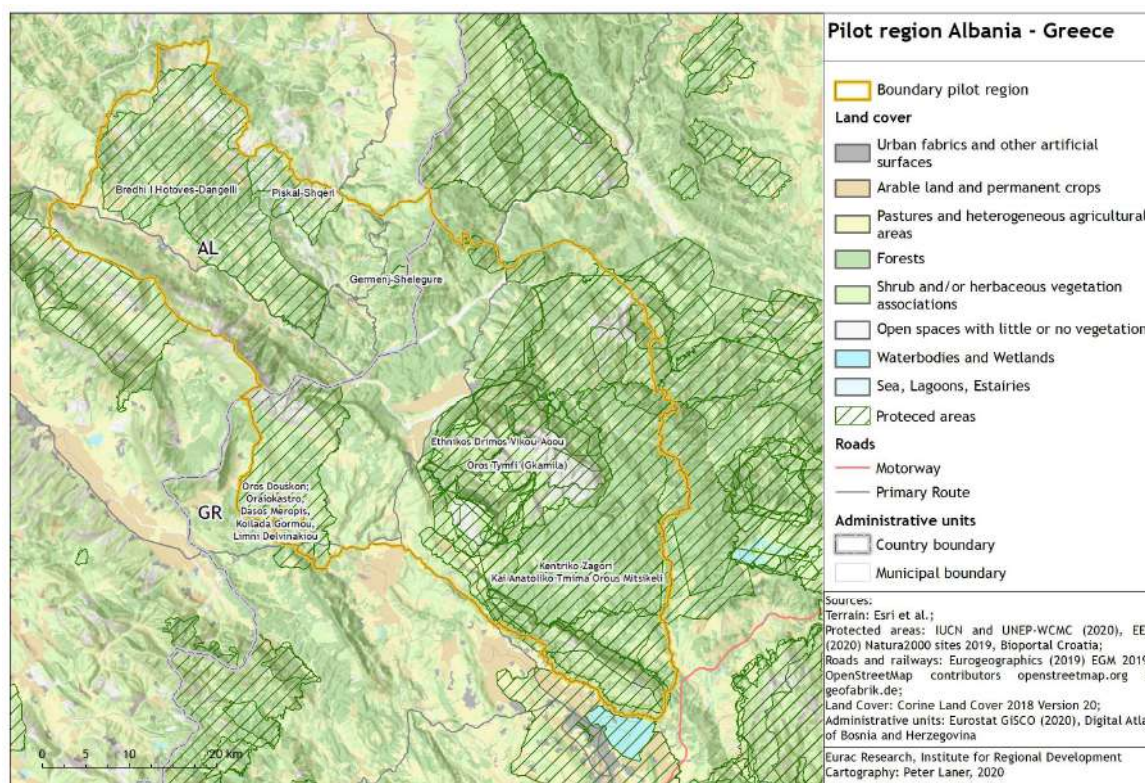 Pilot region Albania - Greece
Boundary pilot region
Land cover
Urban fabrics and other artificial
surfaces
Arable land and permanent crops
Pastures and heterogeneous agricultural
areas
Forests
Shrub and/or herbaceous vegetation
associations
Open spaces with little or no vegetation
Waterbodies and Wetlands
Sea, Lagoons, Estairies
Proteced areas
Roads
Motorway
Primary Route
Administrative units
Country boundary
Municipal boundary
Sources:
Terrain: Esri et al.;
Protected areas: IUCN and UNEP-WCMC (2020), EE
(2020) Natura2000 sites 2019, Bioportal Croatia;
Roads and railways: Eurogeographics (2019) EGM 2019
OpenStreetMap contributors openstreetmap.org
geofabrik.de;
Land Cover: Corine Land Cover 2018 Version 20;
Administrative units: Eurostat GISCO (2020), Digital Atla
of Bosnia and Herzegovina
Eurac Research, Institute for Regional Development
Cartography: Peter Laner, 2020
Bredhi I Hotoves-Dangelli
Piskal-Shqeri
AL
Germenj-Shelegure
Ethnikos Drimos Vikou-Aoou
Oros Tymfi (Gkamila)
Oros Douskon;
Oraiokastro,
Dasos Meropis,
Koilada Gormou,
Limni Delvinakiou
GR
Kentriko Zagori
Kai Anatoliko Tmima Orous Mitsikeli
0 5 10 20 km